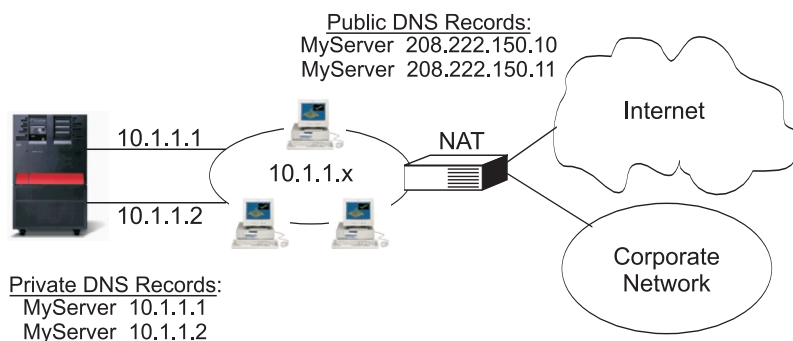 Public DNS Records:
MyServer 208.222.150.10
MyServer 208.222.150.11
Internet
NAT
10.1.1.1
10.1.1.x
10.1.1.2
Corporate
Network
Private DNS Records:
MyServer 10.1.1.1
MyServer 10.1.1.2